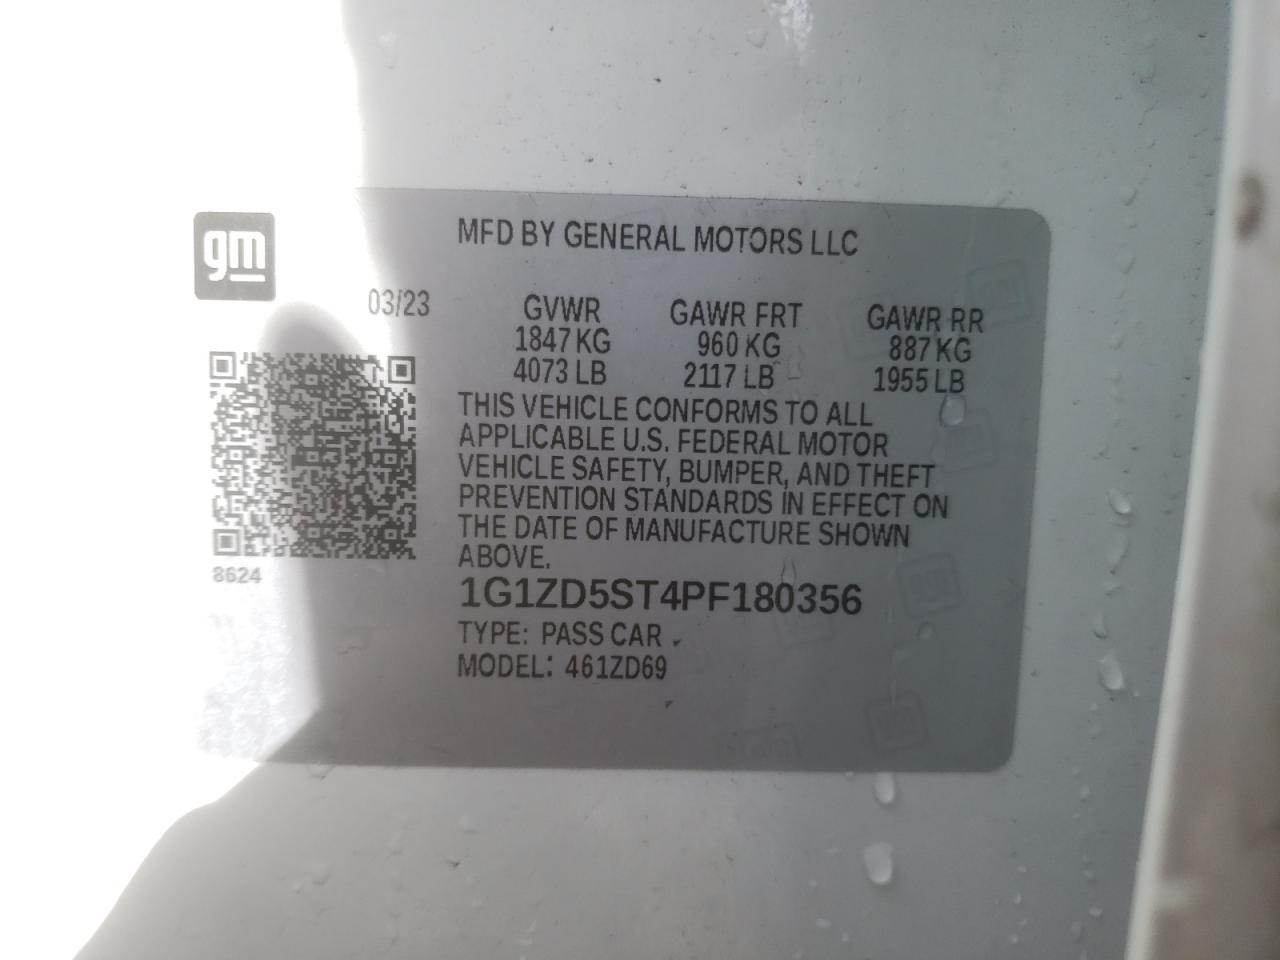 gm
MFD BY GENERAL MOTORS LLC
03/23 GVWR GAWR FRT GAWR RR
1847 KG 960 KG 887 KG
4073 LB 2117 LB 1955 LB
THIS VEHICLE CONFORMS TO ALL
APPLICABLE U.S. FEDERAL MOTOR
VEHICLE SAFETY, BUMPER, AND THEFT
PREVENTION STANDARDS IN EFFECT ON
THE DATE OF MANUFACTURE SHOWN
ABOVE.
8624
1G1ZD5ST4PF180356
TYPE: PASS CAR
MODEL: 461ZD69